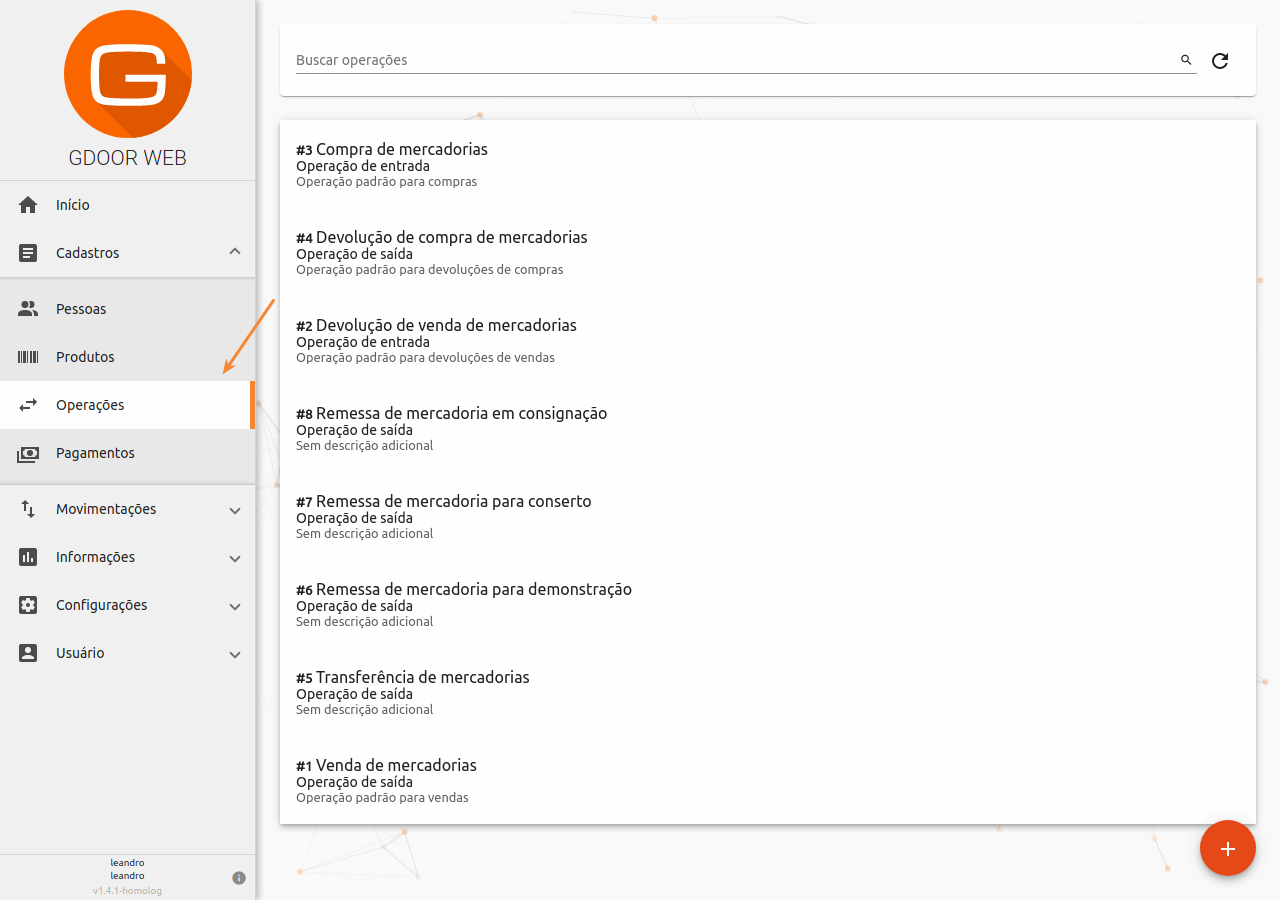 GDOOR WEB
Início
Cadastros
Pessoas
Produtos
Operações
Pagamentos
Movimentações
Informações
Configurações
Usuário
leandro
leandro
v1.4.1-homolog
Buscar operações
#3 Compra de mercadorias
Operação de entrada
Operação padrão para compras
#4 Devolução de compra de mercadorias
Operação de saída
Operação padrão para devoluções de compras
#2 Devolução de venda de mercadorias
Operação de entrada
Operação padrão para devoluções de vendas
#8 Remessa de mercadoria em consignação
Operação de saída
Sem descrição adicional
#7 Remessa de mercadoria para conserto
Operação de saída
Sem descrição adicional
#6 Remessa de mercadoria para demonstração
Operação de saída
Sem descrição adicional
#5 Transferência de mercadorias
Operação de saída
Sem descrição adicional
#1 Venda de mercadorias
Operação de saída
Operação padrão para vendas